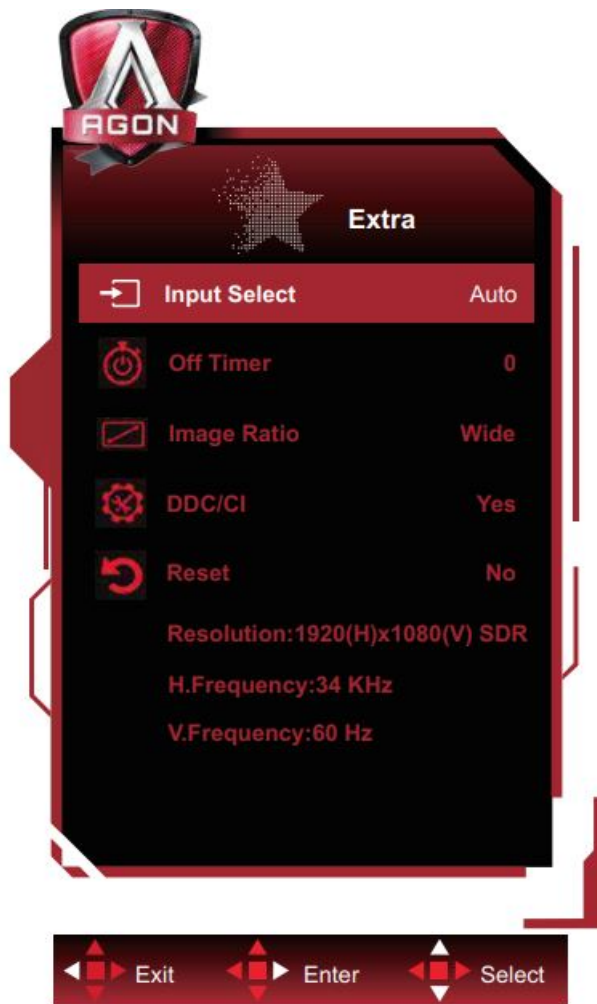 AGON
Extra
Input Select Auto
Off Timer 0
Image Ratio Wide
DDC/CI Yes
Reset No
Resolution:1920(H)x1080(V) SDR
H.Frequency:34 KHz
V.Frequency:60 Hz
Exit Enter Select